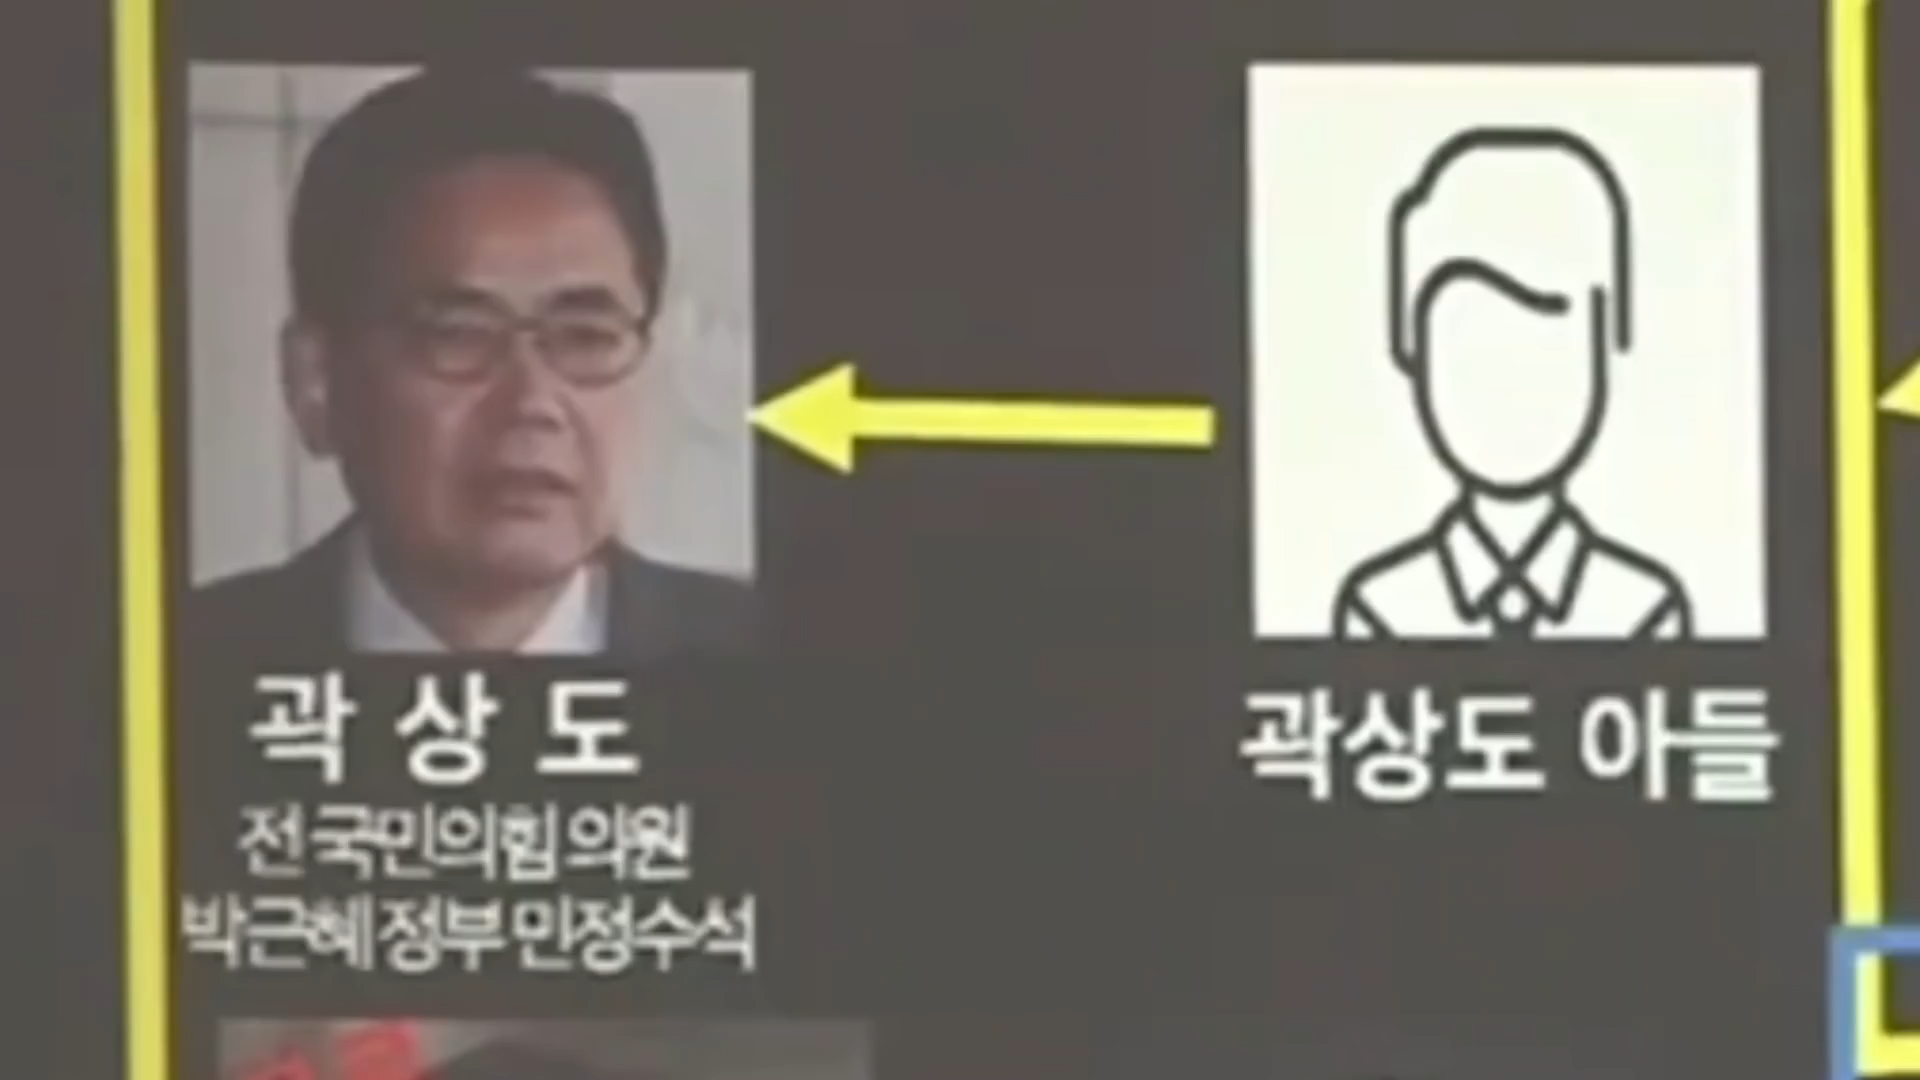 곽상도
전 국민의힘 의원
박근혜 정부 민정수석
곽상도 아들